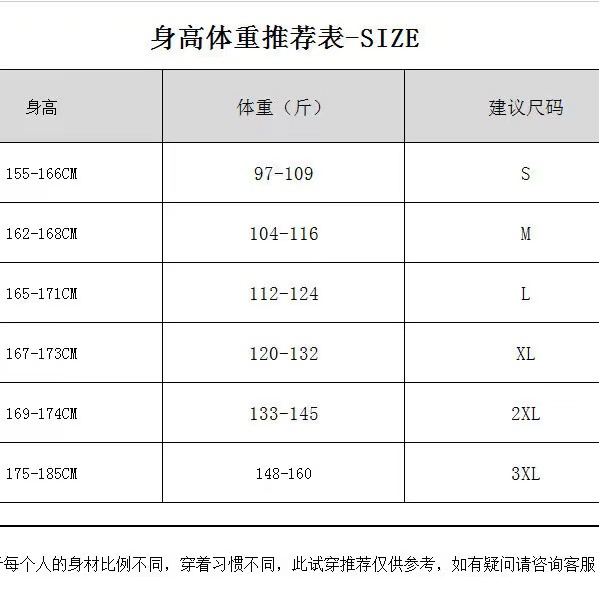 身高体重推荐表-SIZE
身高 体重（斤） 建议尺码
155-166CM 97-109 S
162-168CM 104-116 M
165-171CM 112-124 L
167-173CM 120-132 XL
169-174CM 133-145 2XL
175-185CM 148-160 3XL
每个人的身材比例不同，穿着习惯不同，此试穿推荐仅供参考，如有疑问请咨询客服